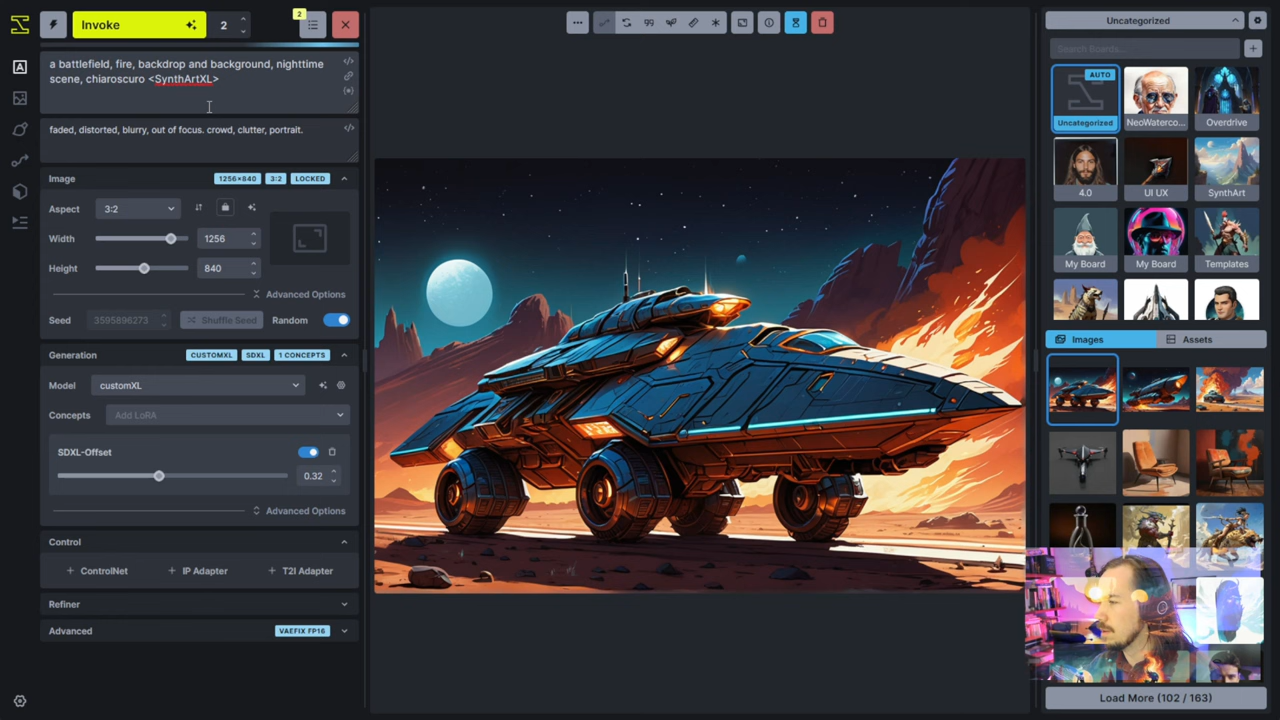 Invoke
2
2
Uncategorized
a battlefield, fire, backdrop and background, nighttime
scene, chiaroscuro <SynthArtXL>
Search Boards...
AUTO
Uncategorized
NeoWaterco...
Overdrive
faded, distorted, blurry, out of focus. crowd, clutter, portrait.
Image
1256×840
3:2
LOCKED
4.0
UI UX
SynthArt
Aspect
3:2
Width
1256
Height
840
My Board
My Board
Templates
Advanced Options
Seed
3595896273
Shuffle Seed
Random
Images
Assets
Generation
CUSTOMXL
SDXL
1 CONCEPTS
Model
customXL
Concepts
Add LoRA
SDXL-Offset
0.32
Advanced Options
Control
+ ControlNet
+ IP Adapter
+ T2I Adapter
Refiner
Advanced
VAEFIX FP16
Load More (102 / 163)